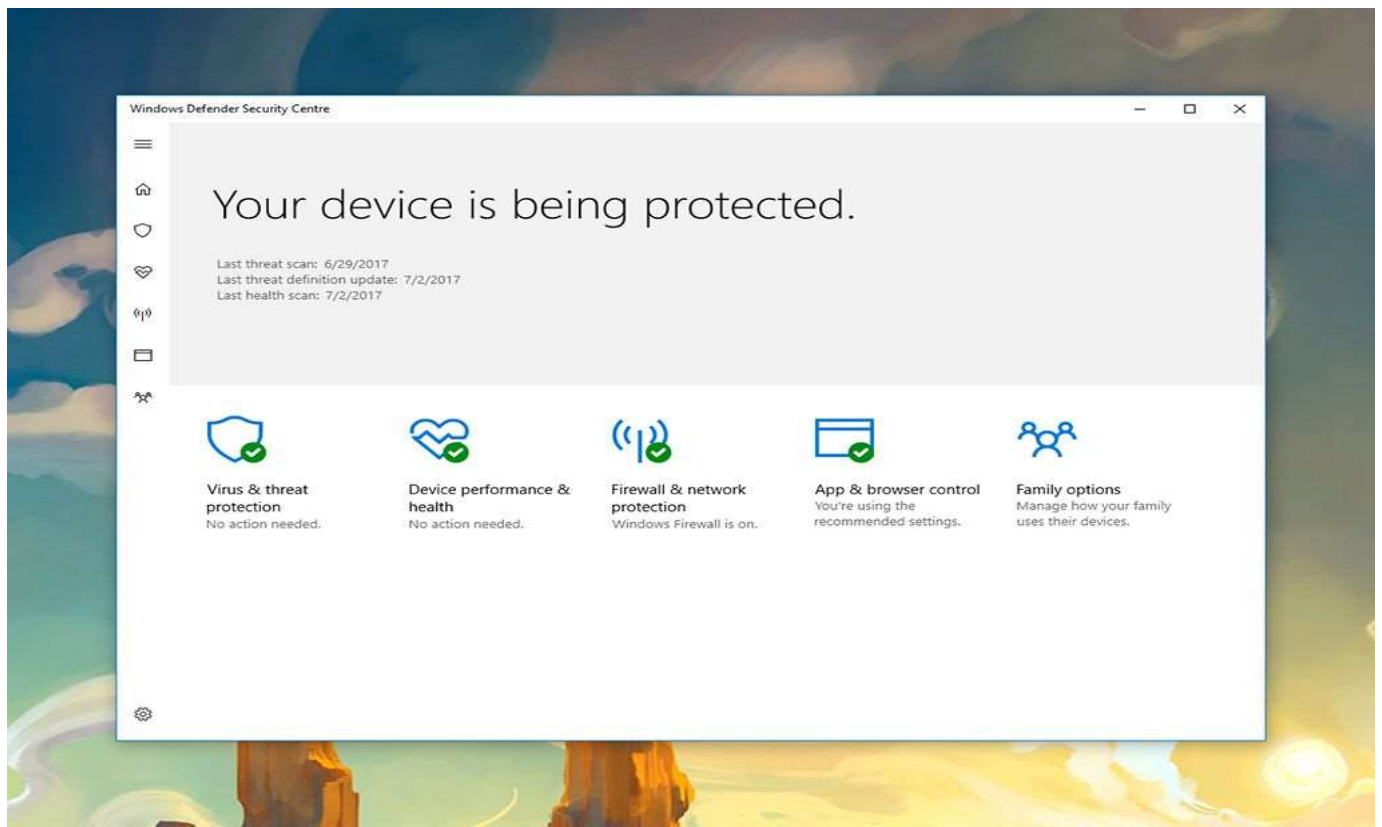 Windows Defender Security Centre
Your device is being protected.
Last threat scan: 6/29/2017
Last threat definition update: 7/2/2017
Last health scan: 7/2/2017
Virus & threat
protection
No action needed.
Device performance &
health
No action needed.
Firewall & network
protection
Windows Firewall is on.
App & browser control
You're using the
recommended settings.
Family options
Manage how your family
uses their devices.